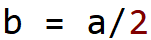 b = a/2